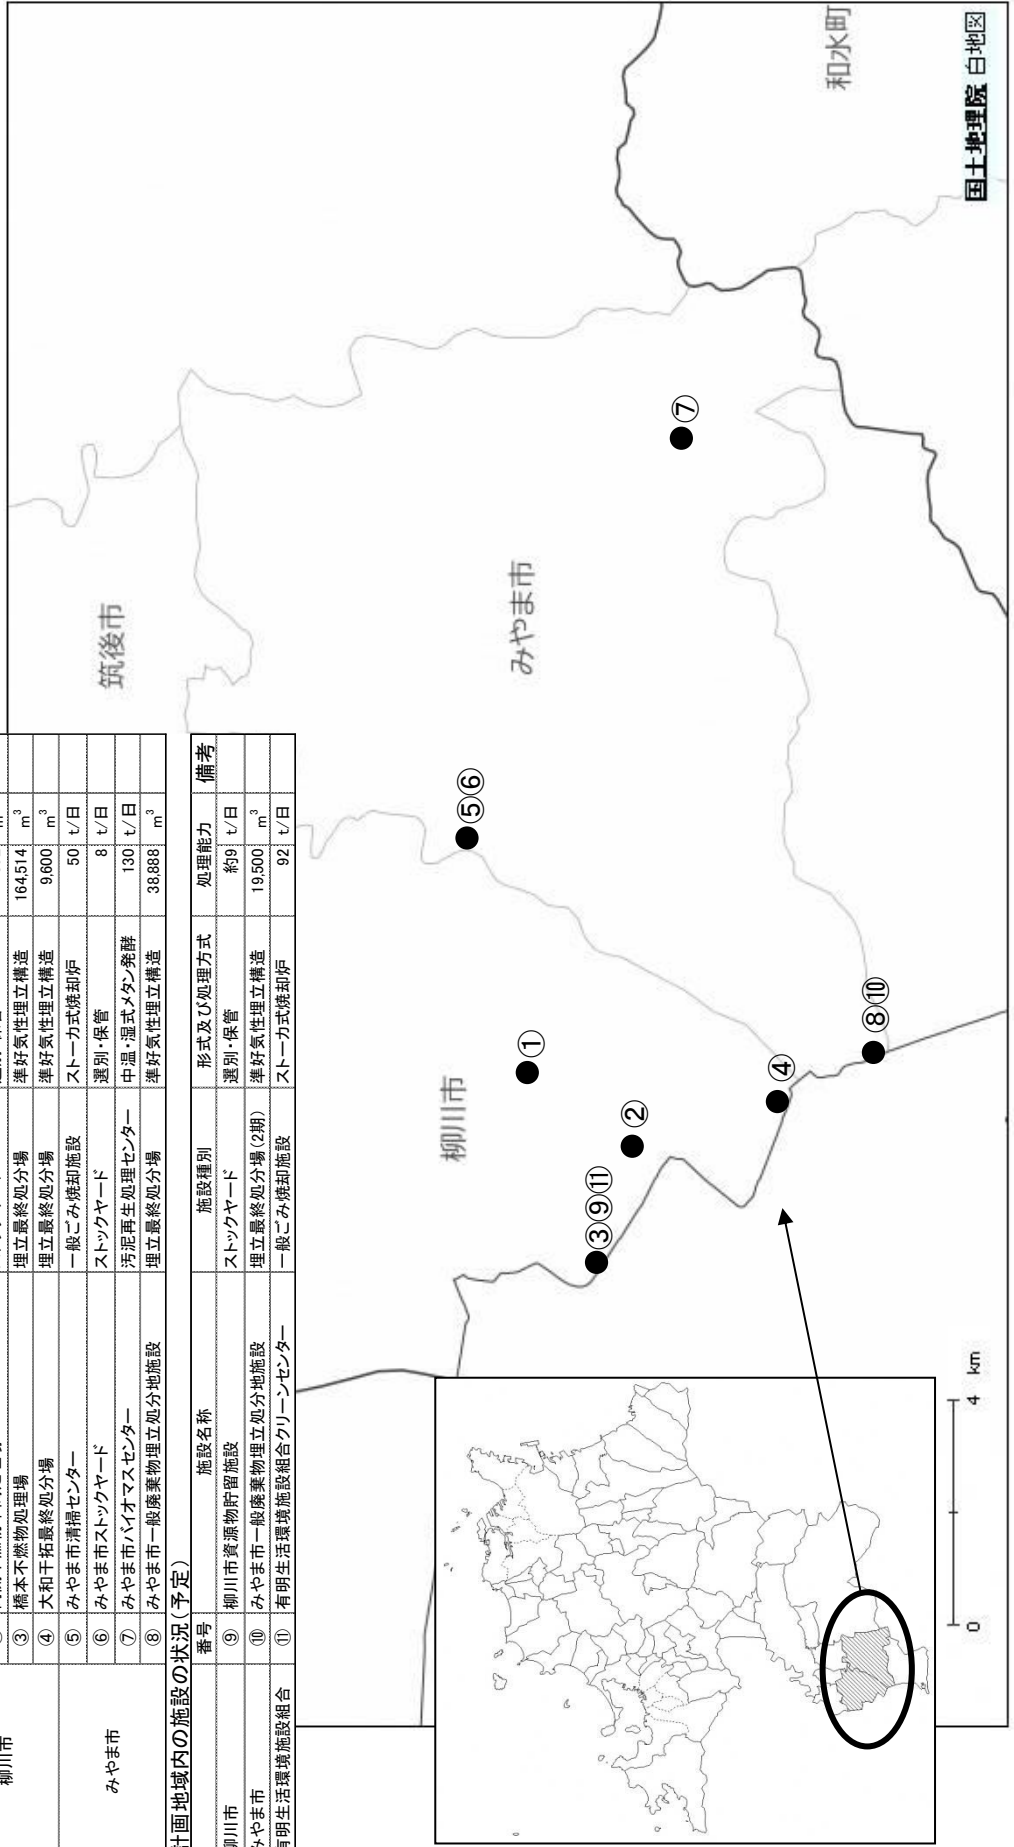 柳川市
③ 橋本不燃物処理場 埋立最終処分場 準好気性埋立構造 164,514 m³
④ 大和干拓最終処分場 埋立最終処分場 準好気性埋立構造 9,600 m³
みやま市
⑤ みやま市清掃センター 一般ごみ焼却施設 ストーカ式焼却炉 50 t/日
⑥ みやま市ストックヤード ストックヤード 選別・保管 8 t/日
⑦ みやま市バイオマスセンター 汚泥再生処理センター 中温・湿式メタン発酵 130 t/日
⑧ みやま市一般廃棄物埋立処分地施設 埋立最終処分場 準好気性埋立構造 38,888 m³
計画地域内の施設の状況(予定)
番号 施設名称 施設種別 形式及び処理方式 処理能力 備考
柳川市 ⑨ 柳川市資源物貯留施設 ストックヤード 選別・保管 約9 t/日
みやま市 ⑩ みやま市一般廃棄物埋立処分地施設 埋立最終処分場(2期) 準好気性埋立構造 19,500 m³
有明生活環境施設組合 ⑪ 有明生活環境施設組合クリーンセンター 一般ごみ焼却施設 ストーカ式焼却炉 92 t/日
筑後市
柳川市
みやま市
和水町
⑤⑥
①
③⑨⑪
②
⑦
④
⑧⑩
0 4 km
国土地理院 白地図